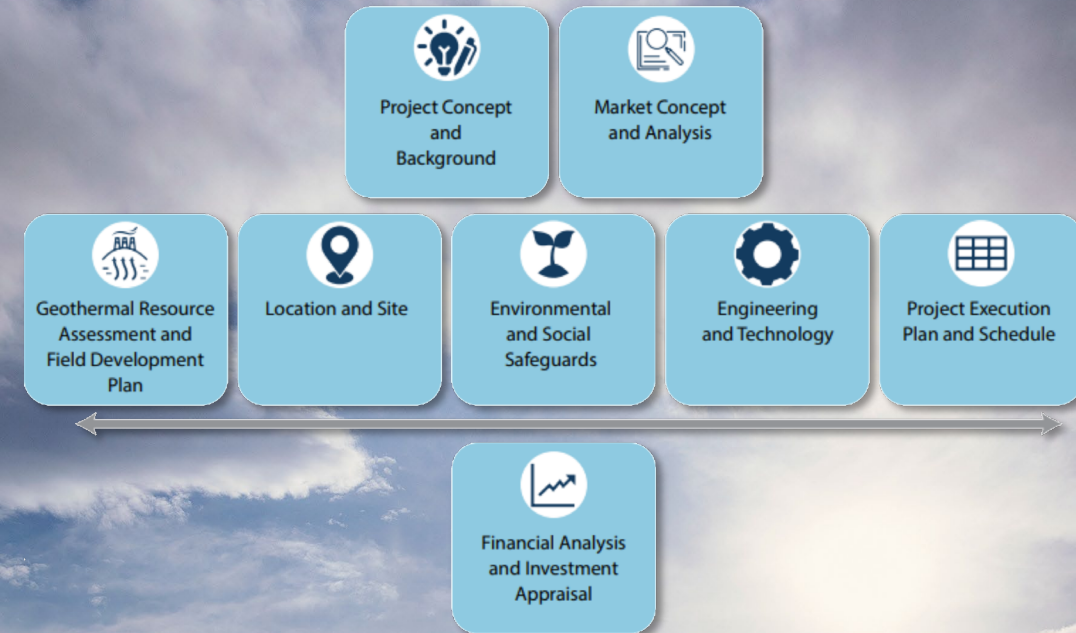 Project Concept
and
Background
Market Concept
and Analysis
Geothermal Resource
Assessment and
Field Development
Plan
Location and Site
Environmental
and Social
Safeguards
Engineering
and Technology
Project Execution
Plan and Schedule
Financial Analysis
and Investment
Appraisal